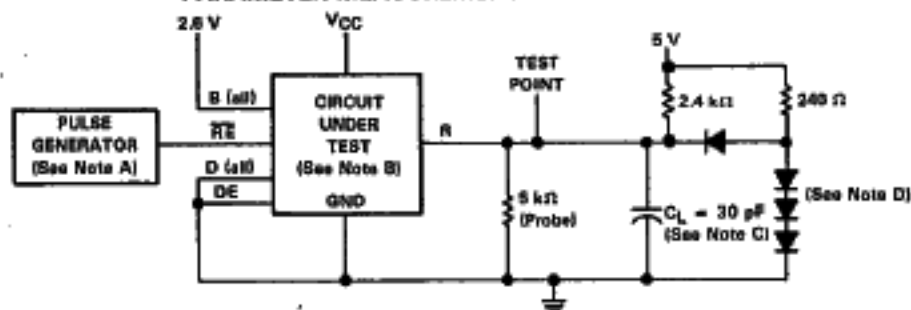 2.6 V
VCC
5 V
TEST
POINT
B (all)
CIRCUIT
UNDER
TEST
(See Note B)
2.4 kΩ
240 Ω
PULSE
GENERATOR
(See Note A)
RE
R
D (all)
DE
GND
5 kΩ
(Probe)
CL = 30 pF
(See Note C)
(See Note D)